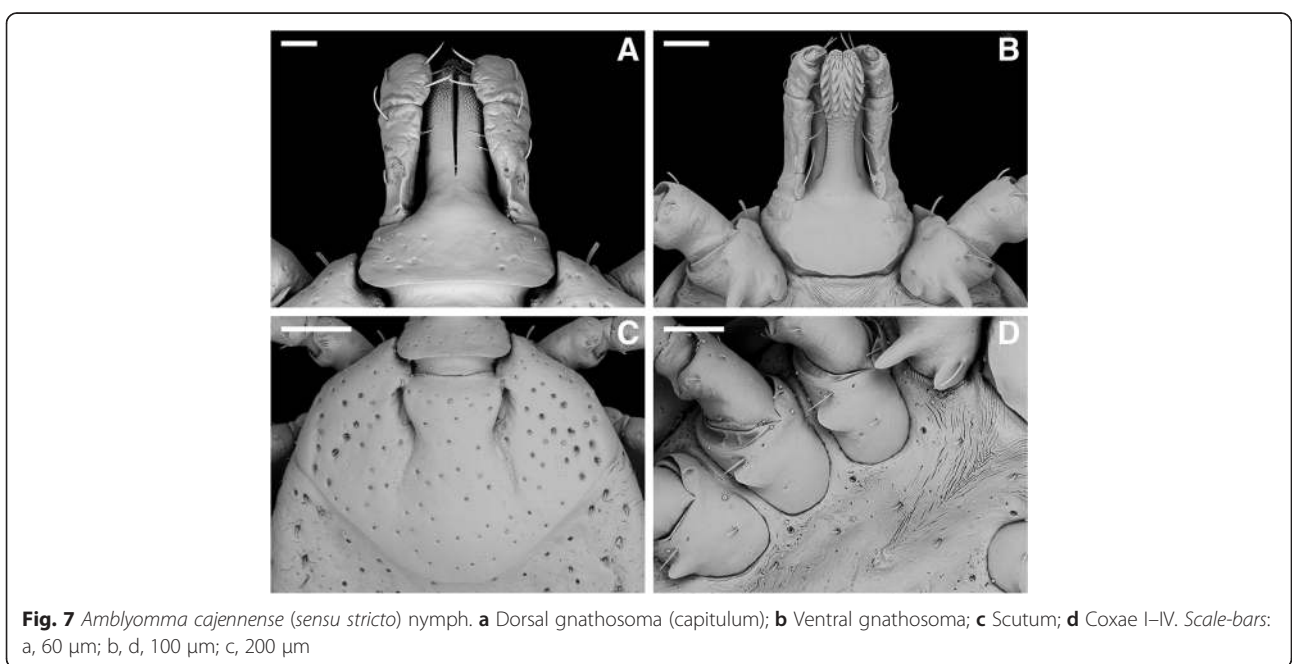 A
B
C
D
Fig. 7 Amblyomma cajennense (sensu stricto) nymph. a Dorsal gnathosoma (capitulum); b Ventral gnathosoma; c Scutum; d Coxae I–IV. Scale-bars:
a, 60 μm; b, d, 100 μm; c, 200 μm